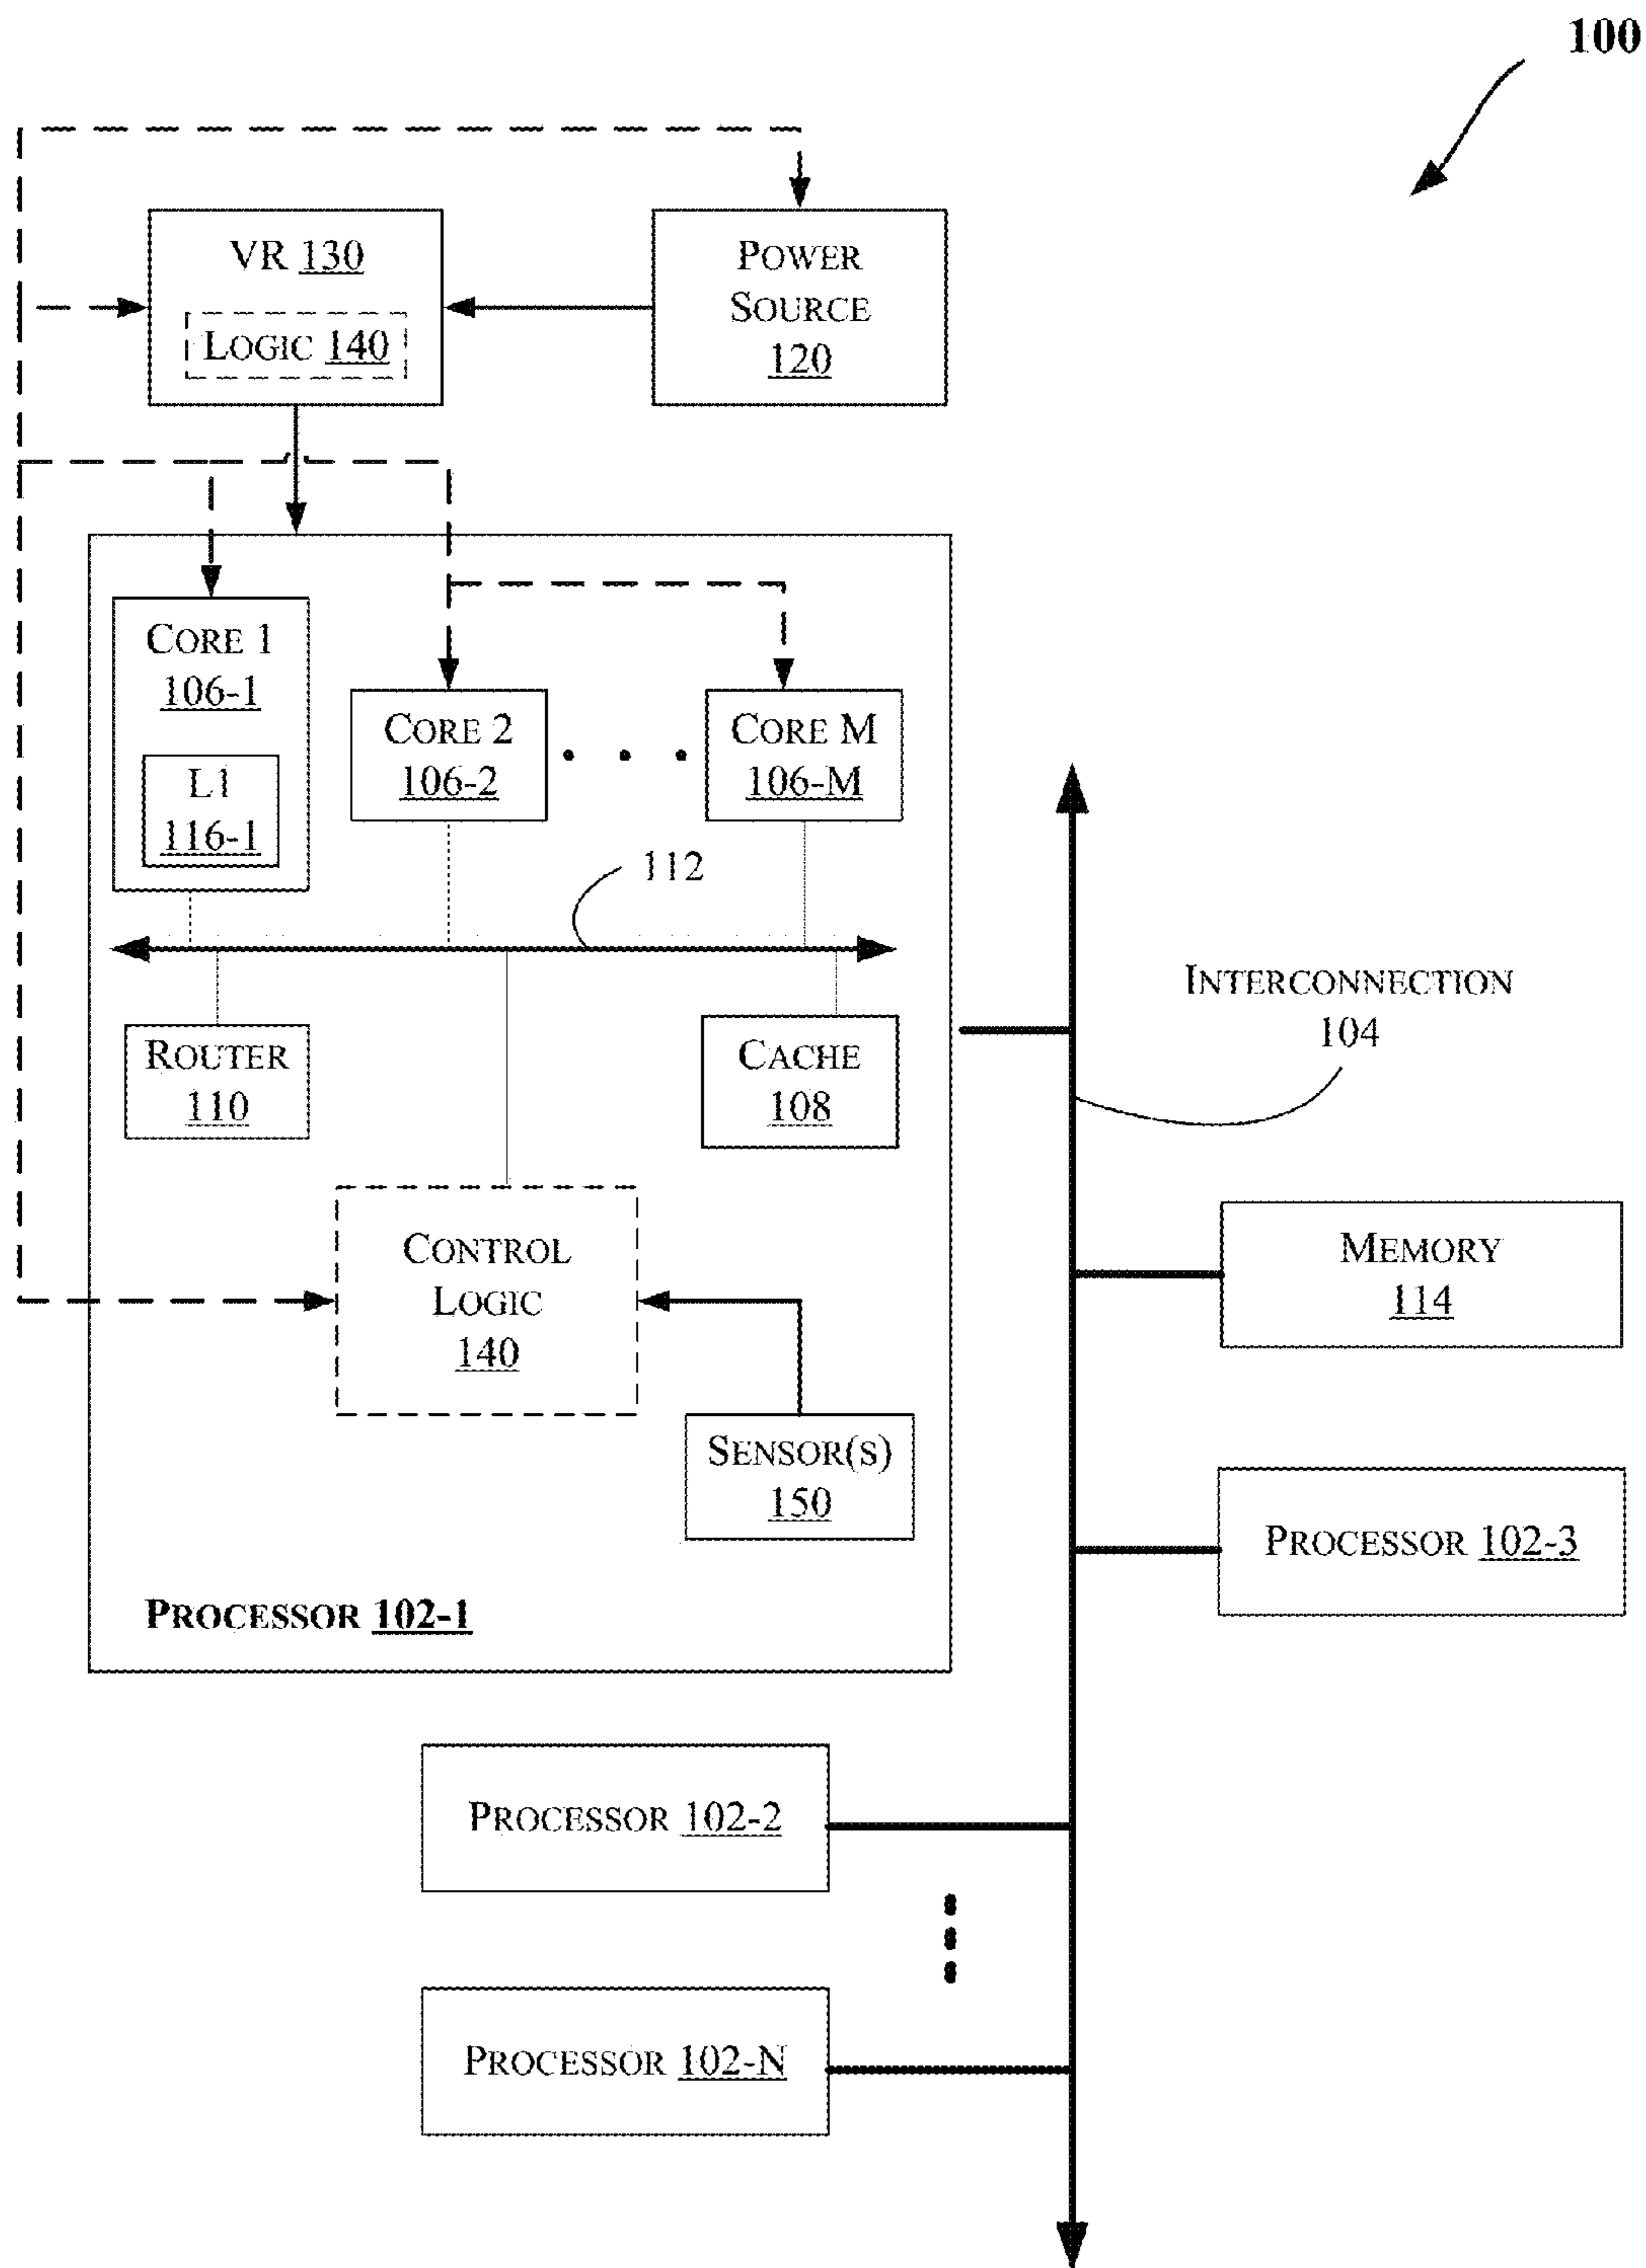 100
VR 130
LOGIC 140
POWER
SOURCE
120
CORE 1
106-1
L1
116-1
CORE 2
106-2
CORE M
106-M
112
ROUTER
110
CACHE
108
INTERCONNECTION
104
CONTROL
LOGIC
140
SENSOR(S)
150
MEMORY
114
PROCESSOR 102-3
PROCESSOR 102-1
PROCESSOR 102-2
PROCESSOR 102-N